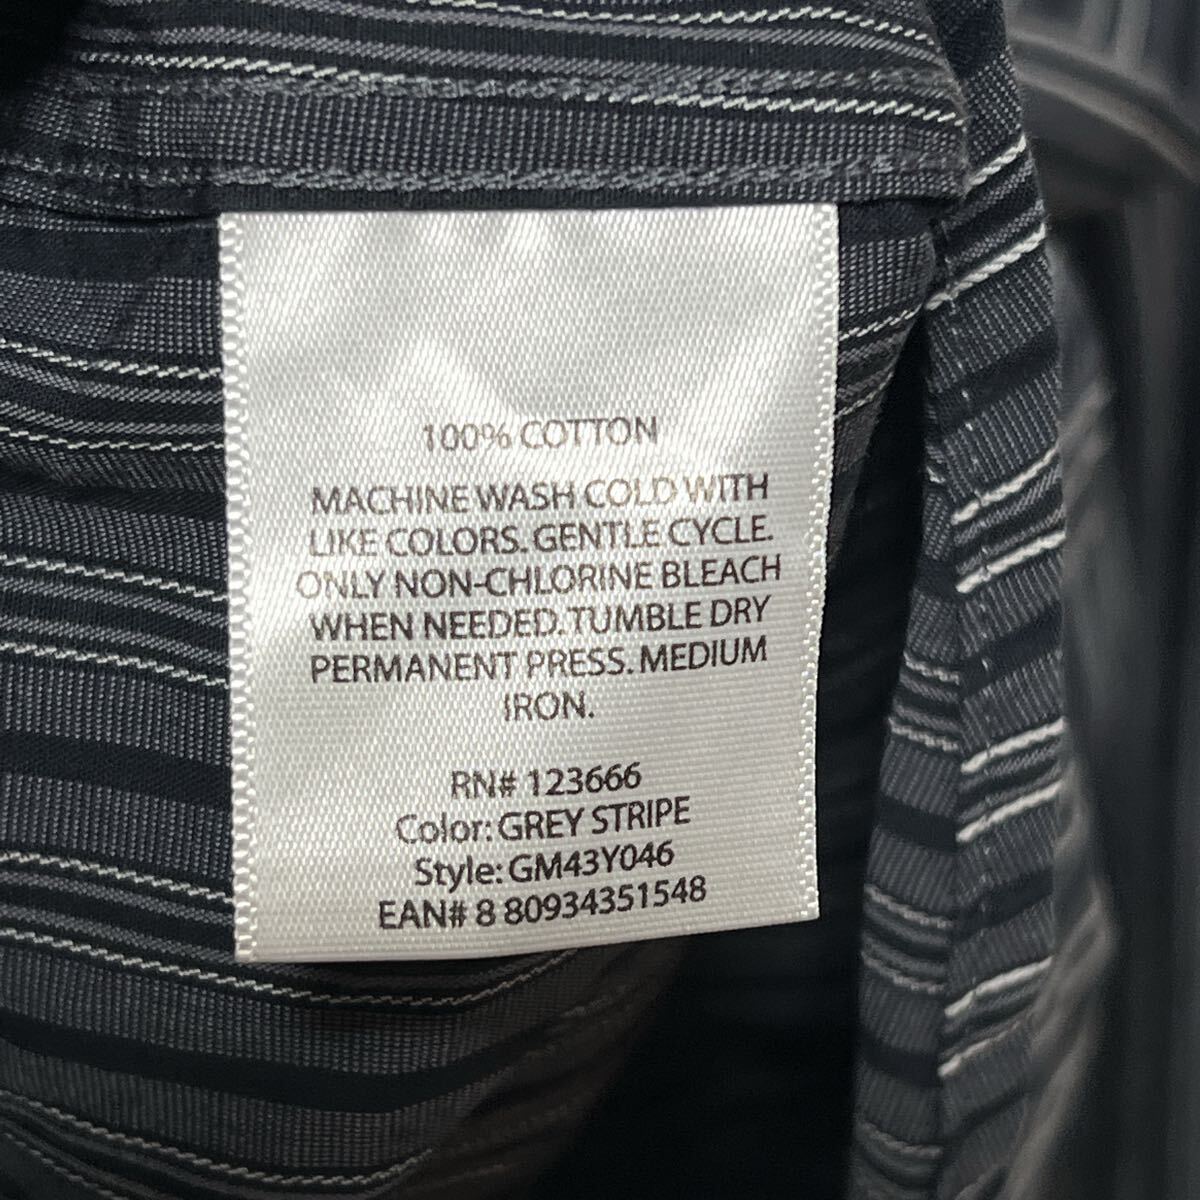 100% COTTON
MACHINE WASH COLD WITH
LIKE COLORS. GENTLE CYCLE.
ONLY NON-CHLORINE BLEACH
WHEN NEEDED. TUMBLE DRY
PERMANENT PRESS. MEDIUM
IRON.
RN# 123666
Color: GREY STRIPE
Style: GM43Y046
EAN# 8 80934351548